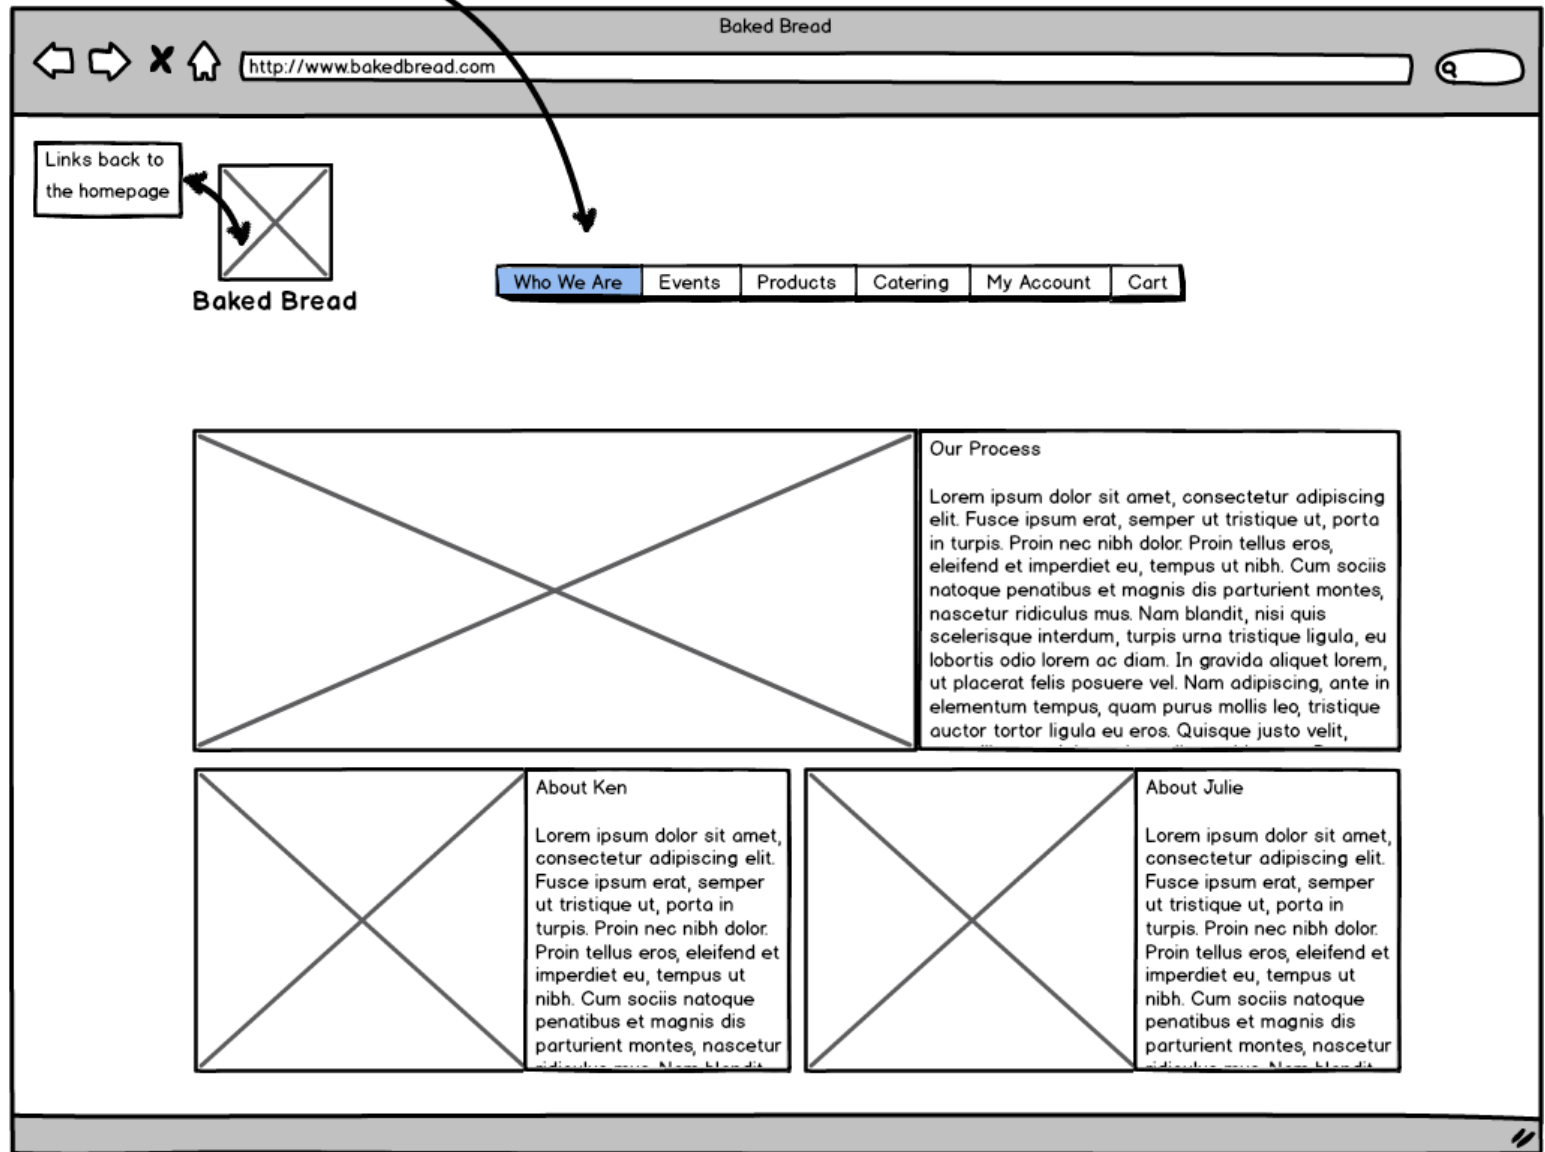 Baked Bread
http://www.bakedbread.com
Links back to
the homepage
Baked Bread
Who We Are
Events
Products
Catering
My Account
Cart
Our Process
Lorem ipsum dolor sit amet, consectetur adipiscing
elit. Fusce ipsum erat, semper ut tristique ut, porta
in turpis. Proin nec nibh dolor. Proin tellus eros,
eleifend et imperdiet eu, tempus ut nibh. Cum sociis
natoque penatibus et magnis dis parturient montes,
nascetur ridiculus mus. Nam blandit, nisi quis
scelerisque interdum, turpis urna tristique ligula, eu
lobortis odio lorem ac diam. In gravida aliquet lorem,
ut placerat felis posuere vel. Nam adipiscing, ante in
elementum tempus, quam purus mollis leo, tristique
auctor tortor ligula eu eros. Quisque justo velit,
About Ken
Lorem ipsum dolor sit amet,
consectetur adipiscing elit.
Fusce ipsum erat, semper
ut tristique ut, porta in
turpis. Proin nec nibh dolor.
Proin tellus eros, eleifend et
imperdiet eu, tempus ut
nibh. Cum sociis natoque
penatibus et magnis dis
parturient montes, nascetur
ridiculus mus. Nam blandit
About Julie
Lorem ipsum dolor sit amet,
consectetur adipiscing elit.
Fusce ipsum erat, semper
ut tristique ut, porta in
turpis. Proin nec nibh dolor.
Proin tellus eros, eleifend et
imperdiet eu, tempus ut
nibh. Cum sociis natoque
penatibus et magnis dis
parturient montes, nascetur
ridiculus mus. Nam blandit